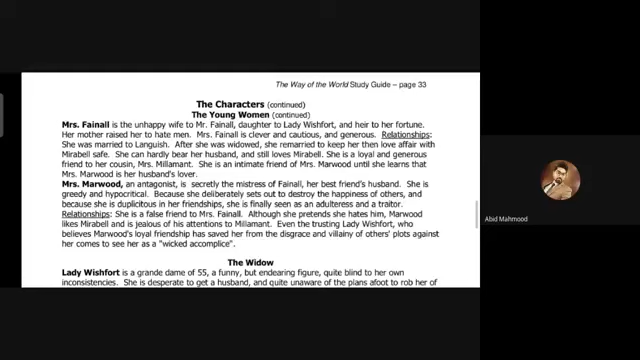 The Way of the World Study Guide – page 33
The Characters (continued)
The Young Women (continued)
Mrs. Fainall is the unhappy wife to Mr. Fainall, daughter to Lady Wishfort, and heir to her fortune.
Her mother raised her to hate men. Mrs. Fainall is clever and cautious, and generous. Relationships:
She was married to Languish. After she was widowed, she remarried to keep her then love affair with
Mirabell safe. She can hardly bear her husband, and still loves Mirabell. She is a loyal and generous
friend to her cousin, Mrs. Millamant. She is an intimate friend of Mrs. Marwood until she learns that
Mrs. Marwood is her husband's lover.
Mrs. Marwood, an antagonist, is secretly the mistress of Fainall, her best friend's husband. She is
greedy and hypocritical. Because she deliberately sets out to destroy the happiness of others, and
because she is duplicitous in her friendships, she is finally seen as an adulteress and a traitor.
Relationships: She is a false friend to Mrs. Fainall. Although she pretends she hates him, Marwood
likes Mirabell and is jealous of his attentions to Millamant. Even the trusting Lady Wishfort, who
believes Marwood's loyal friendship has saved her from the disgrace and villainy of others' plots against
her comes to see her as a "wicked accomplice".
The Widow
Lady Wishfort is a grande dame of 55, a funny, but endearing figure, quite blind to her own
inconsistencies. She is desperate to get a husband, and quite unaware of the plans afoot to rob her of
Abid Mahmood